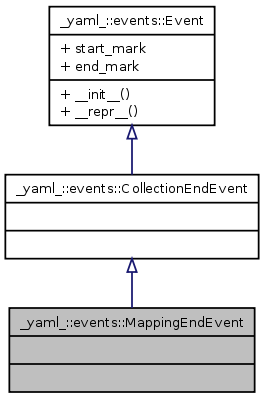 _yaml_::events::Event
+ start_mark
+ end_mark
+ __init__()
+ __repr__()
_yaml_::events::CollectionEndEvent
_yaml_::events::MappingEndEvent